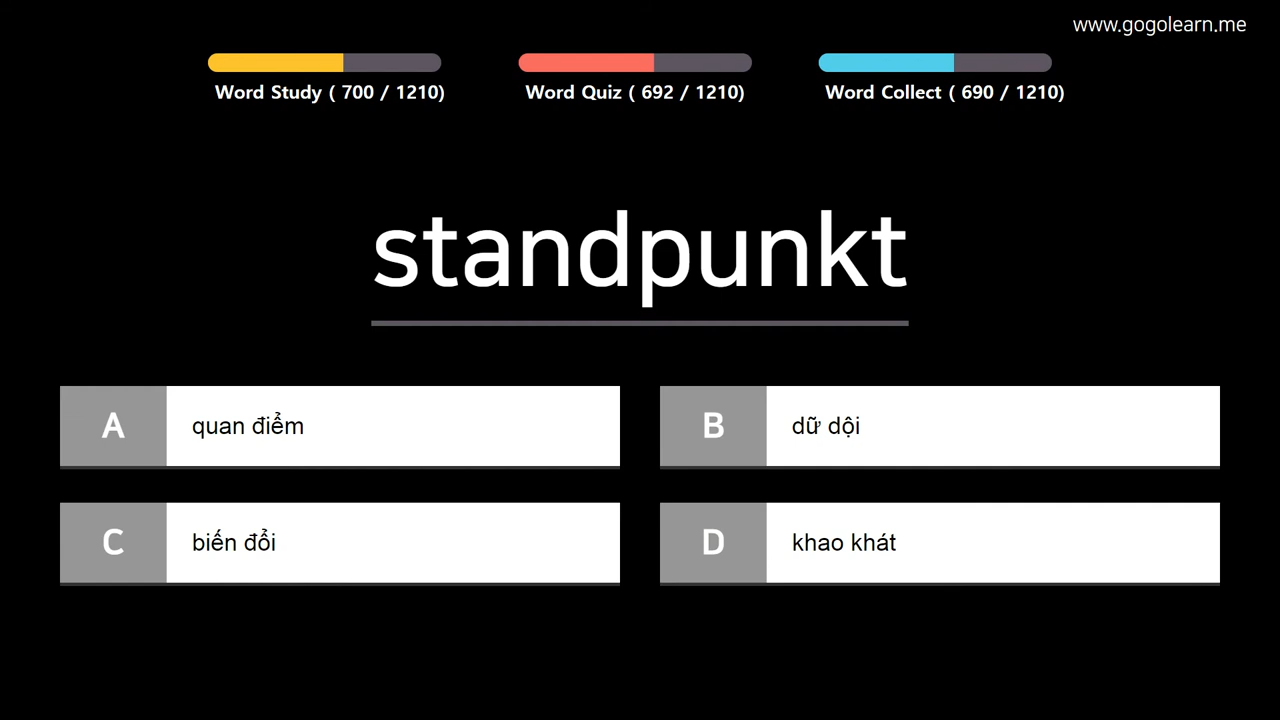 www.gogolearn.me
Word Study ( 700 / 1210)
Word Quiz ( 692 / 1210)
Word Collect ( 690 / 1210)
standpunkt
A quan điểm
B dữ dội
C biến đổi
D khao khát